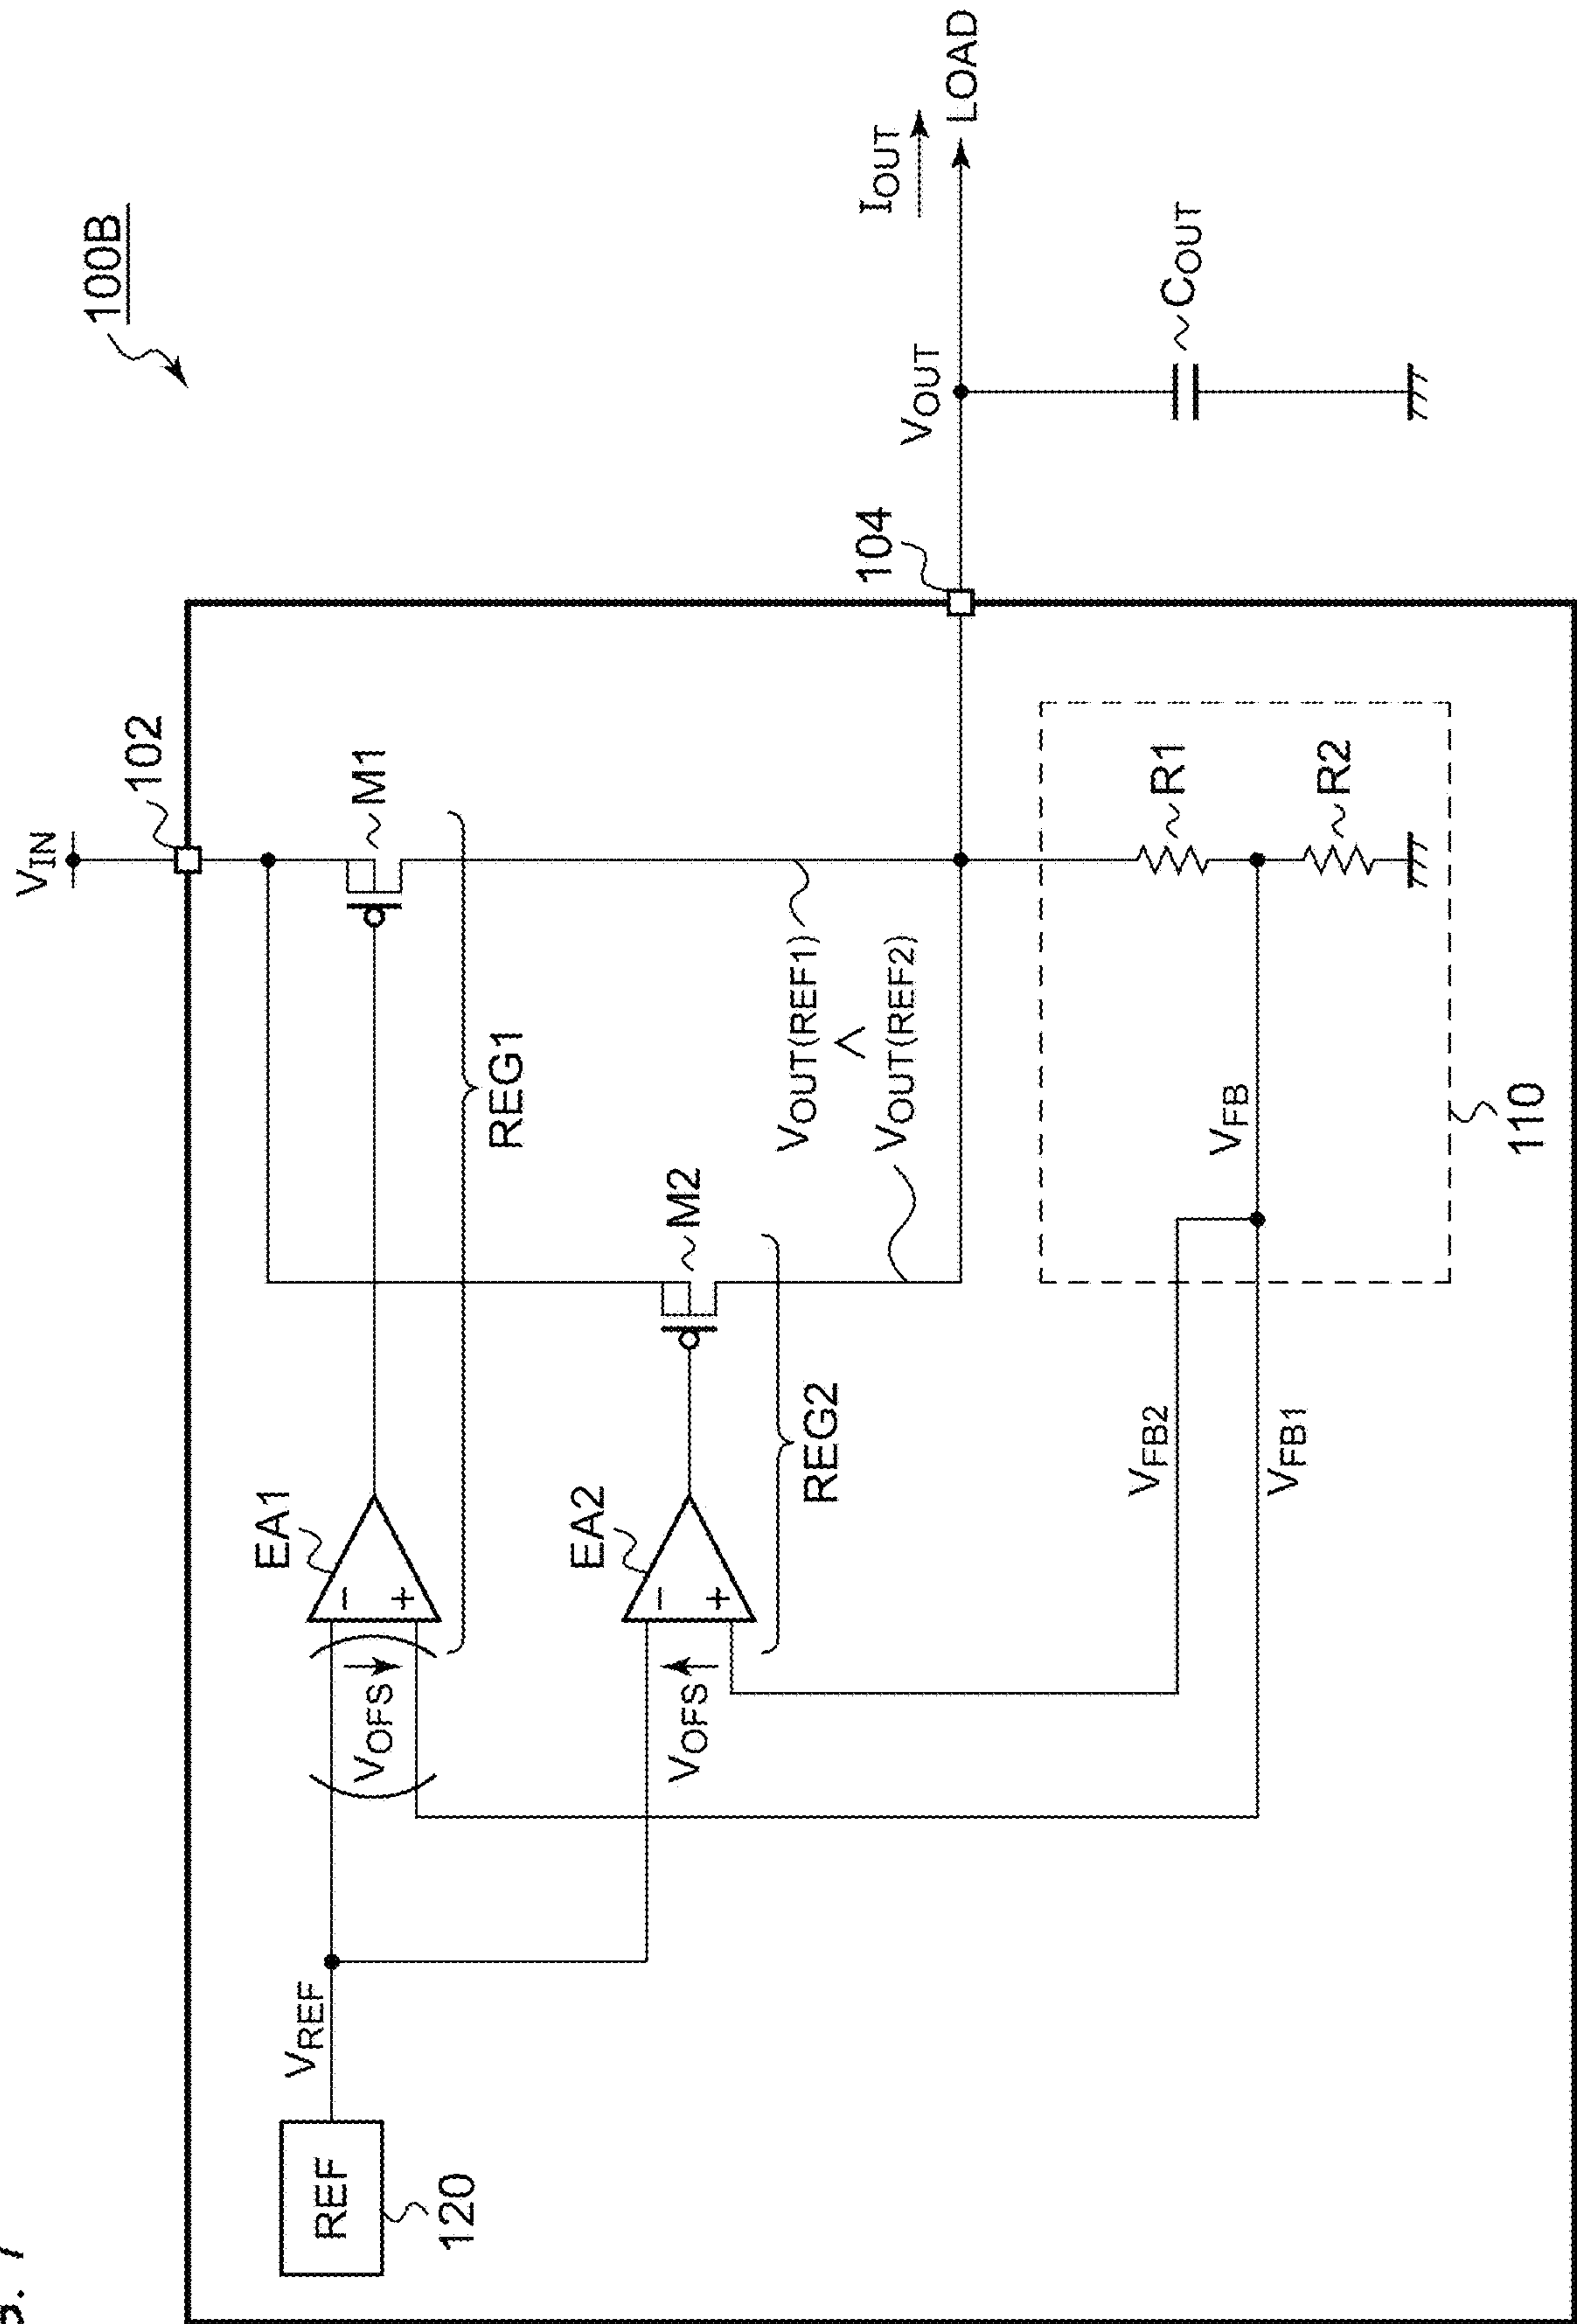 G. 7
100B
VIN
102
M1
EA1
VOFS
REG1
VREF
REF
120
M2
EA2
VOFS
REG2
VOUT(REF1)
<
VOUT(REF2)
104
VOUT
IOUT
LOAD
COUT
VFB2
VFB1
VFB
R1
R2
110